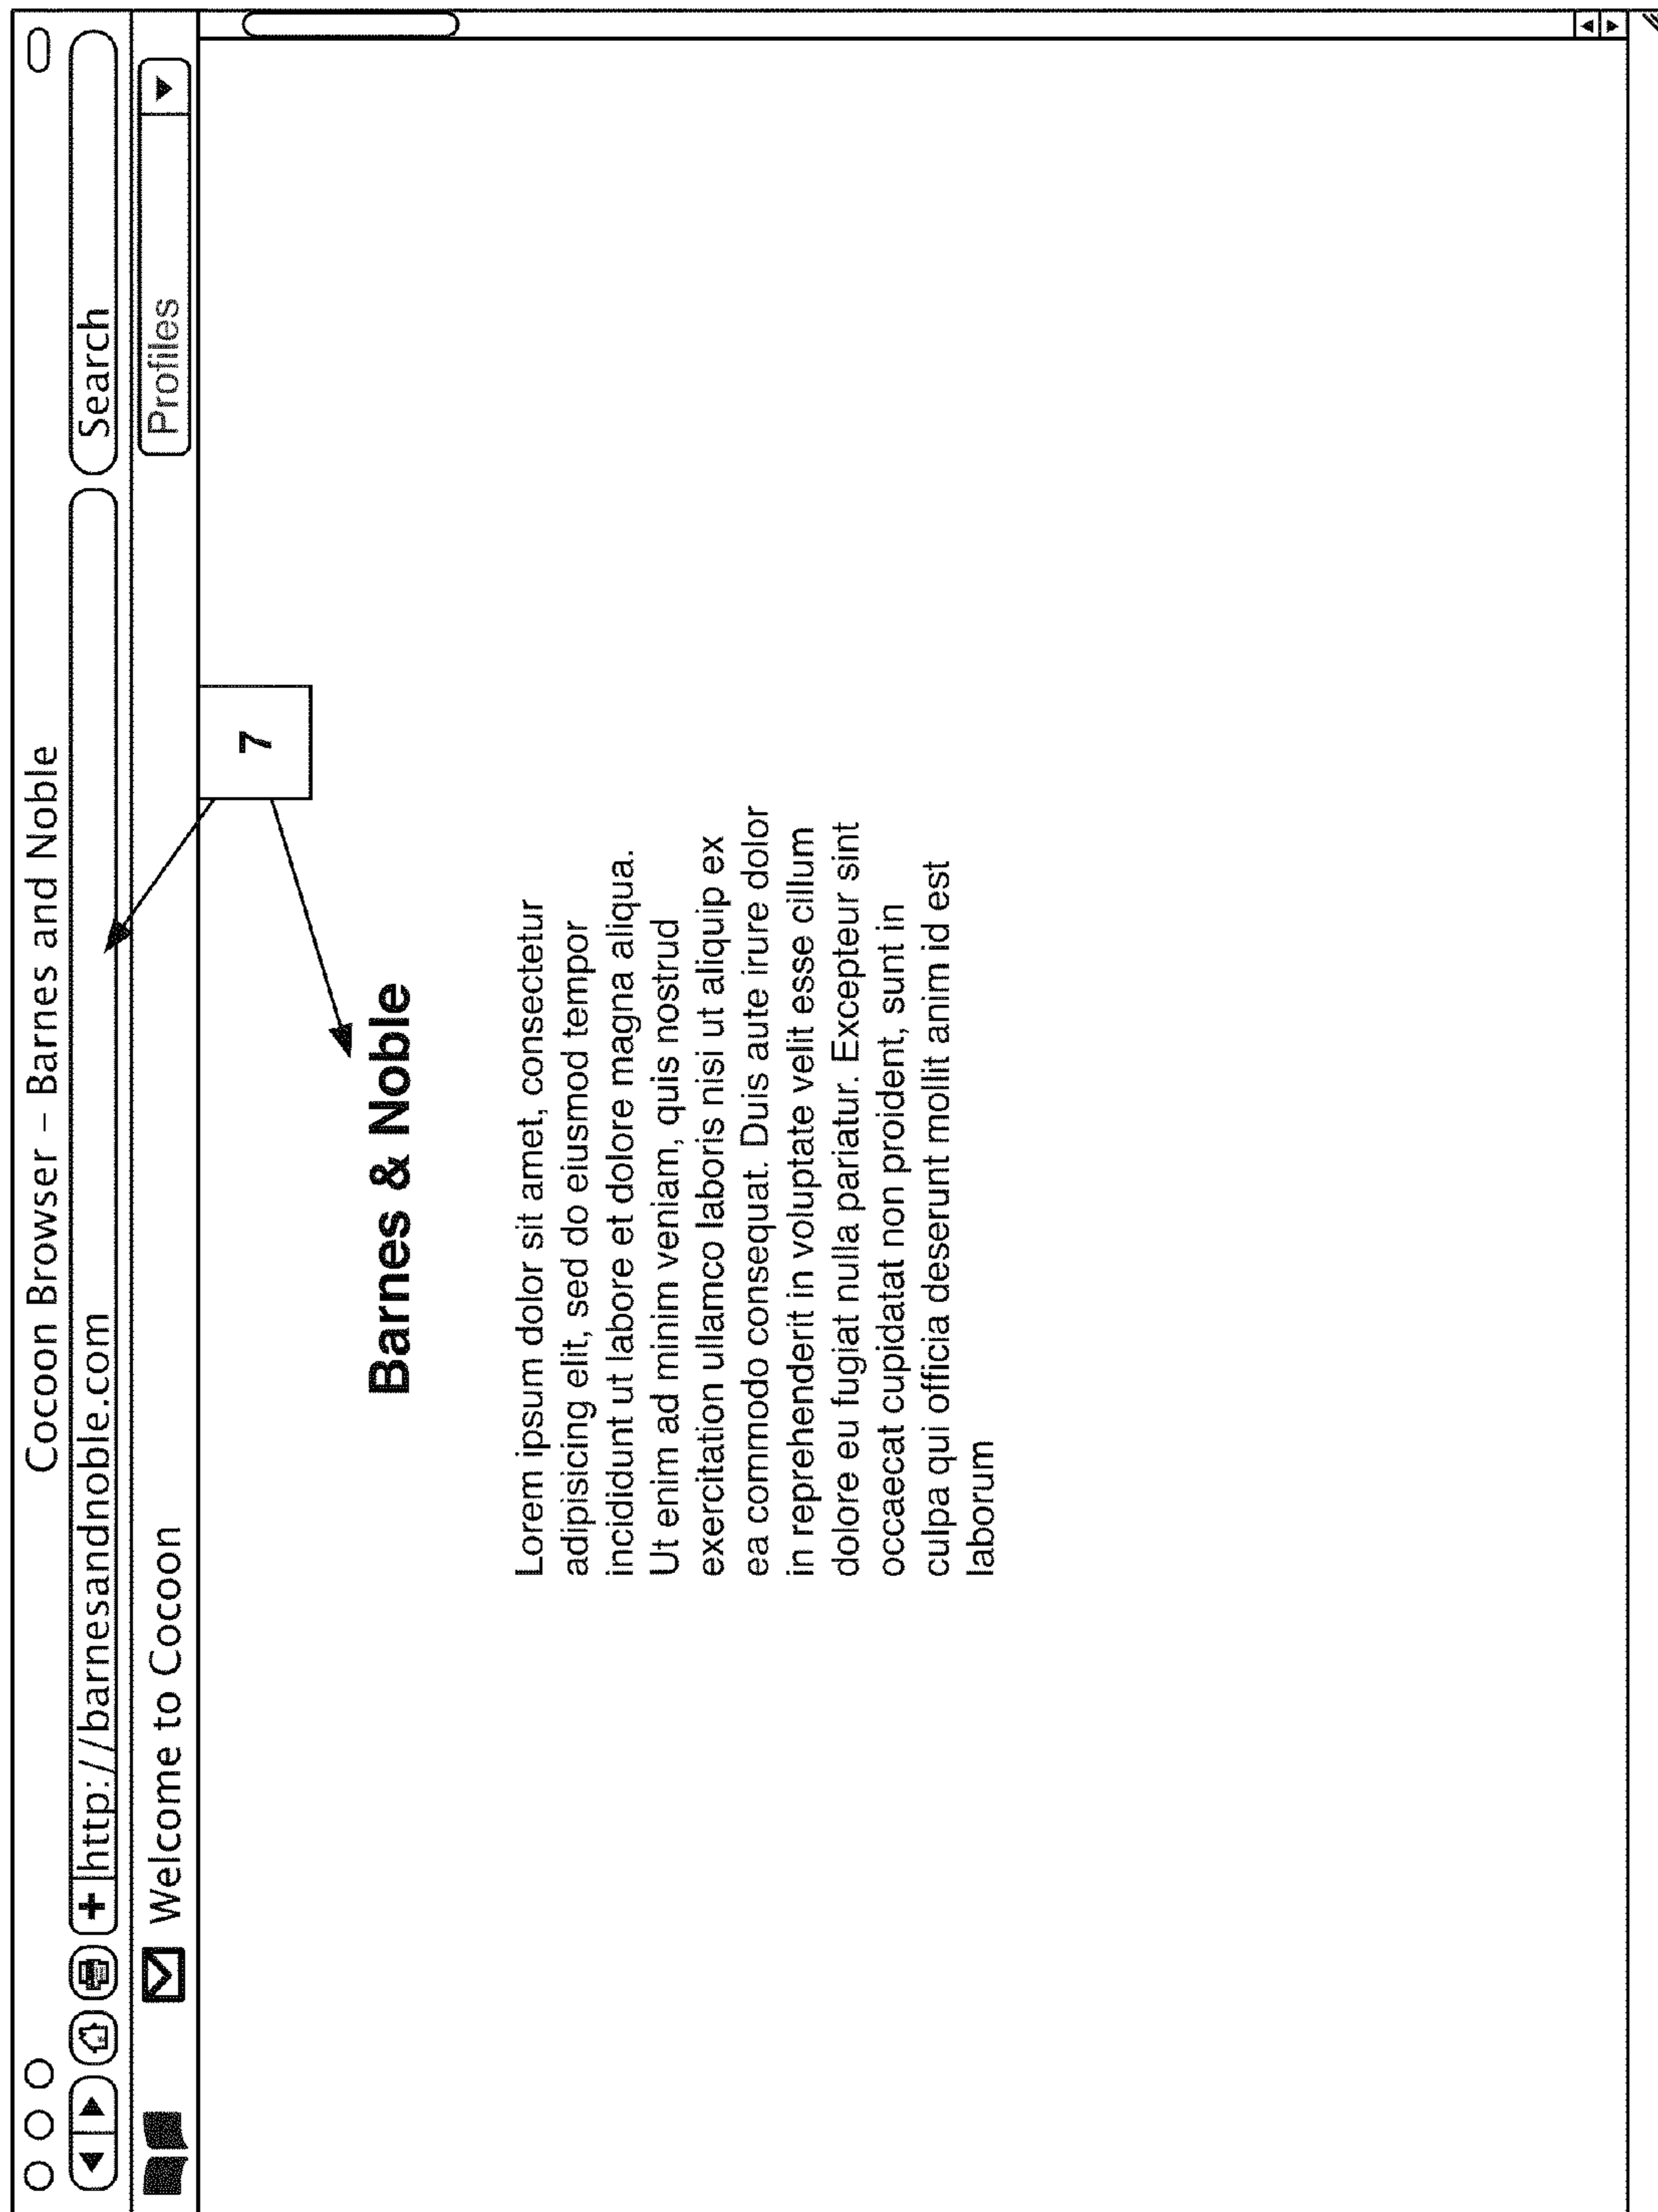 Cocoon Browser – Barnes and Noble
http://barnesandnoble.com
Search
Welcome to Cocoon
Profiles
7
Barnes & Noble
Lorem ipsum dolor sit amet, consectetur
adipisicing elit, sed do eiusmod tempor
incididunt ut labore et dolore magna aliqua.
Ut enim ad minim veniam, quis nostrud
exercitation ullamco laboris nisi ut aliquip ex
ea commodo consequat. Duis aute irure dolor
in reprehenderit in voluptate velit esse cillum
dolore eu fugiat nulla pariatur. Excepteur sint
occaecat cupidatat non proident, sunt in
culpa qui officia deserunt mollit anim id est
laborum